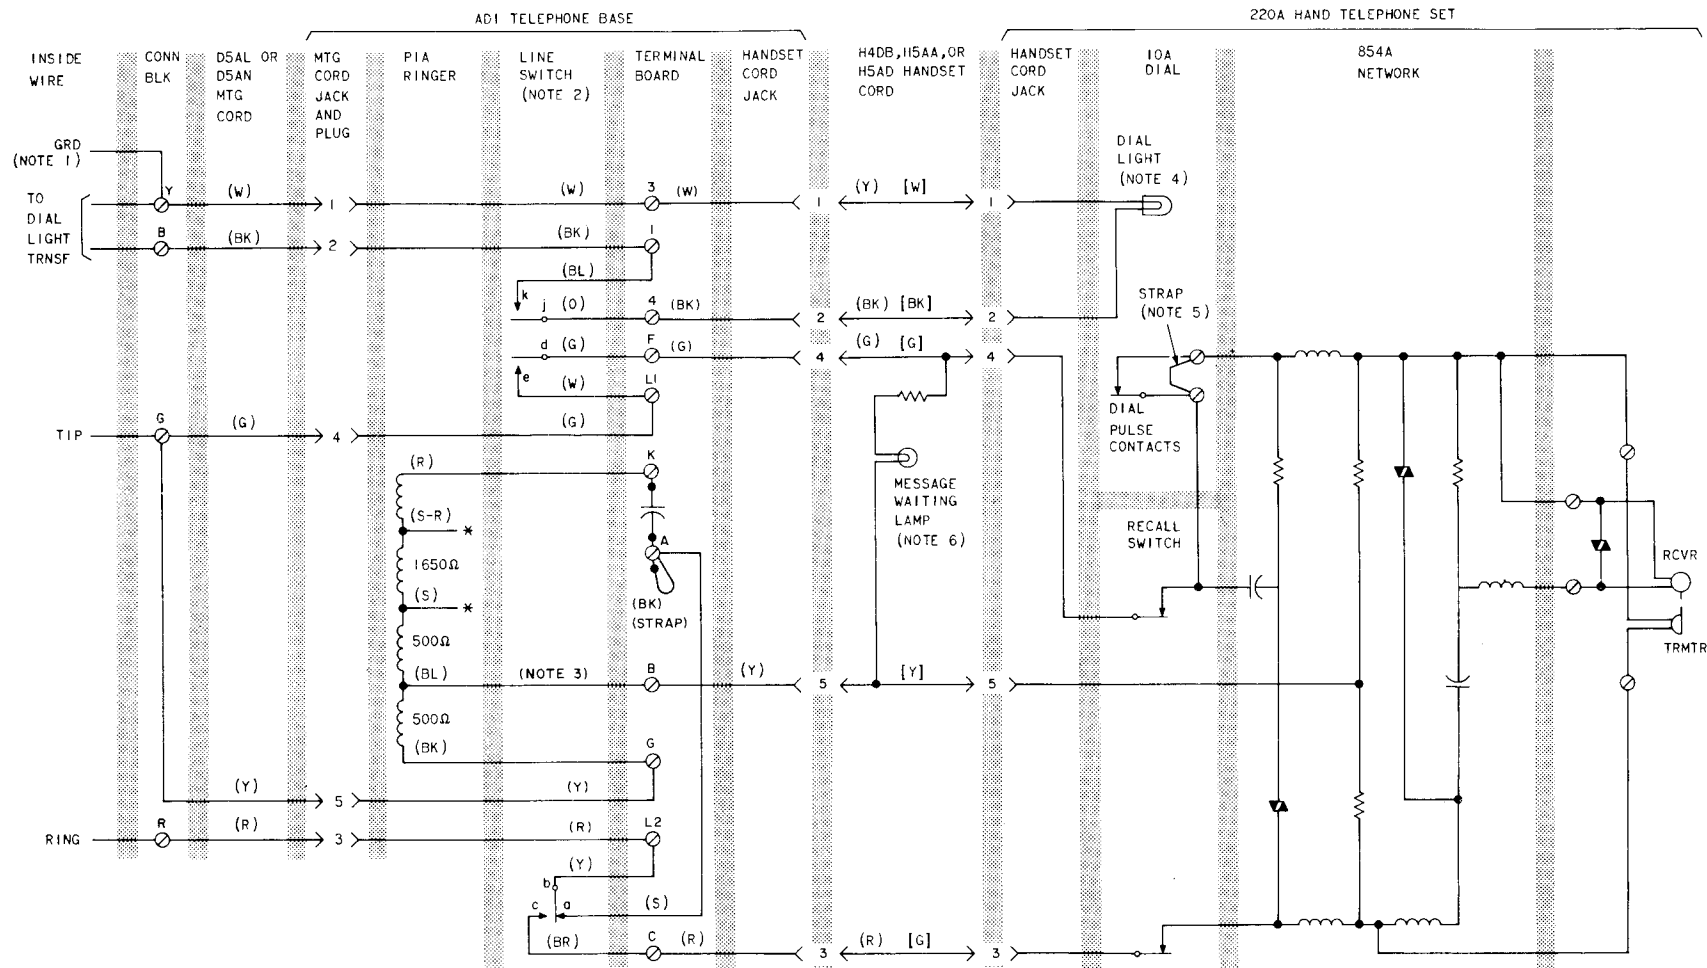 AD1 TELEPHONE BASE
220A HAND TELEPHONE SET
INSIDE
WIRE
CONN
BLK
D5AL OR
D5AN
MTG
CORD
MTG
CORD
JACK
AND
PLUG
P1A
RINGER
LINE
SWITCH
(NOTE 2)
TERMINAL
BOARD
HANDSET
CORD
JACK
H4DB, H5AA, OR
H5AD HANDSET
CORD
HANDSET
CORD
JACK
10A
DIAL
854A
NETWORK
GRD
(NOTE 1)
DIAL
LIGHT
(NOTE 4)
TO
DIAL
LIGHT
TRNSF
Y
(W)
1
(W)
3
(W)
1
(Y) [W]
1
B
(BK)
2
(BK)
1
(BL)
k
j
(O)
4
(BK)
2
(BK) [BK]
2
STRAP
(NOTE 5)
d
(G)
F
(G)
4
(G) [G]
4
e
(W)
L1
DIAL
PULSE
CONTACTS
TIP
G
(G)
4
(G)
(R)
K
MESSAGE
WAITING
LAMP
(NOTE 6)
(S-R)
*
RECALL
SWITCH
A
1650Ω
RCVR
(S)
*
(BK)
(STRAP)
500Ω
TRMTR
(BL)
(NOTE 3)
B
(Y)
5
[Y]
5
500Ω
(BK)
G
(Y)
5
(Y)
RING
R
(R)
3
(R)
L2
(Y)
b
c
a
(S)
(BR)
C
(R)
3
(R) [G]
3